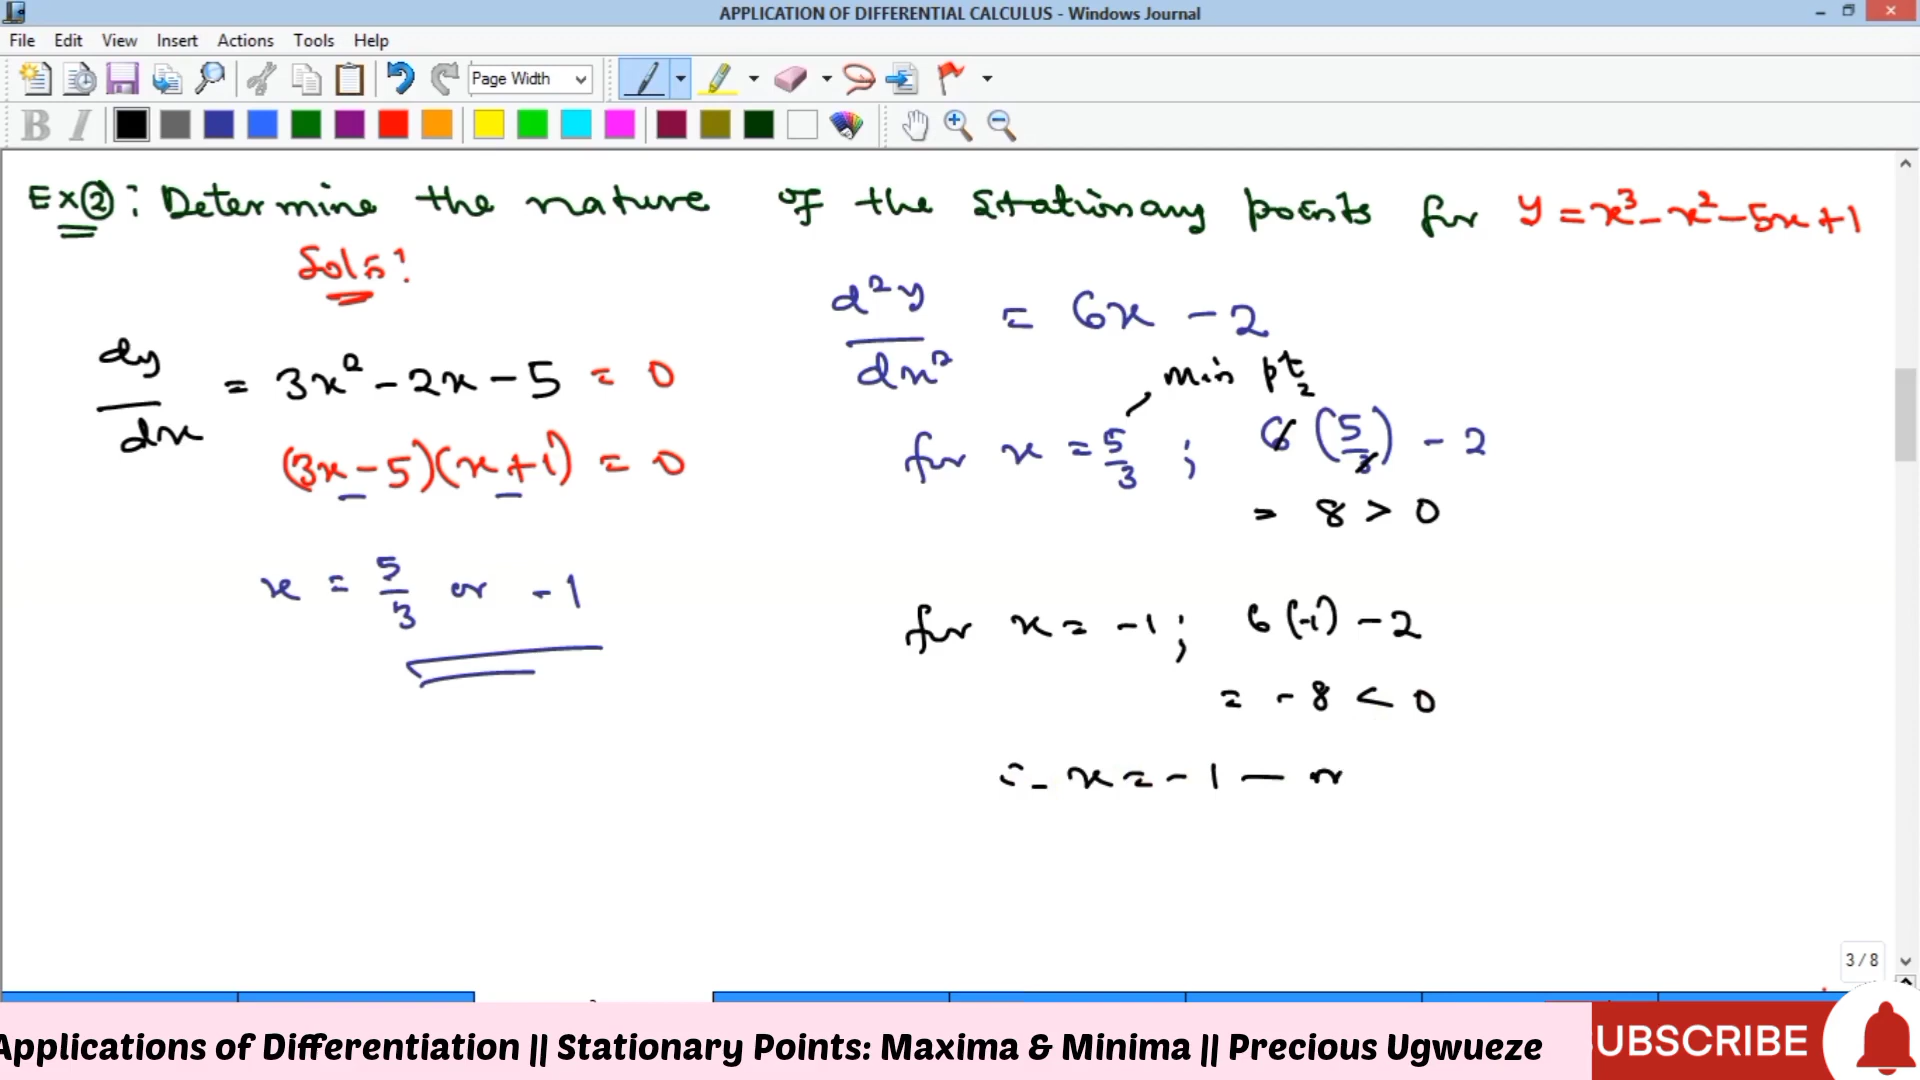 APPLICATION OF DIFFERENTIAL CALCULUS - Windows Journal
File Edit View Insert Actions Tools Help
Page Width
B I
Ex②: Determine the nature of the stationary points for y = x³ - x² - 5x + 1
Soln:
dy/dx = 3x² - 2x - 5 = 0
(3x - 5)(x + 1) = 0
x = 5/3 or -1
d²y/dx² = 6x - 2
min pt
for x = 5/3 ; 6(5/3) - 2
= 8 > 0
for x = -1; 6(-1) - 2
= -8 < 0
∴ x = -1 —
3 / 8
Applications of Differentiation || Stationary Points: Maxima & Minima || Precious Ugwueze
SUBSCRIBE